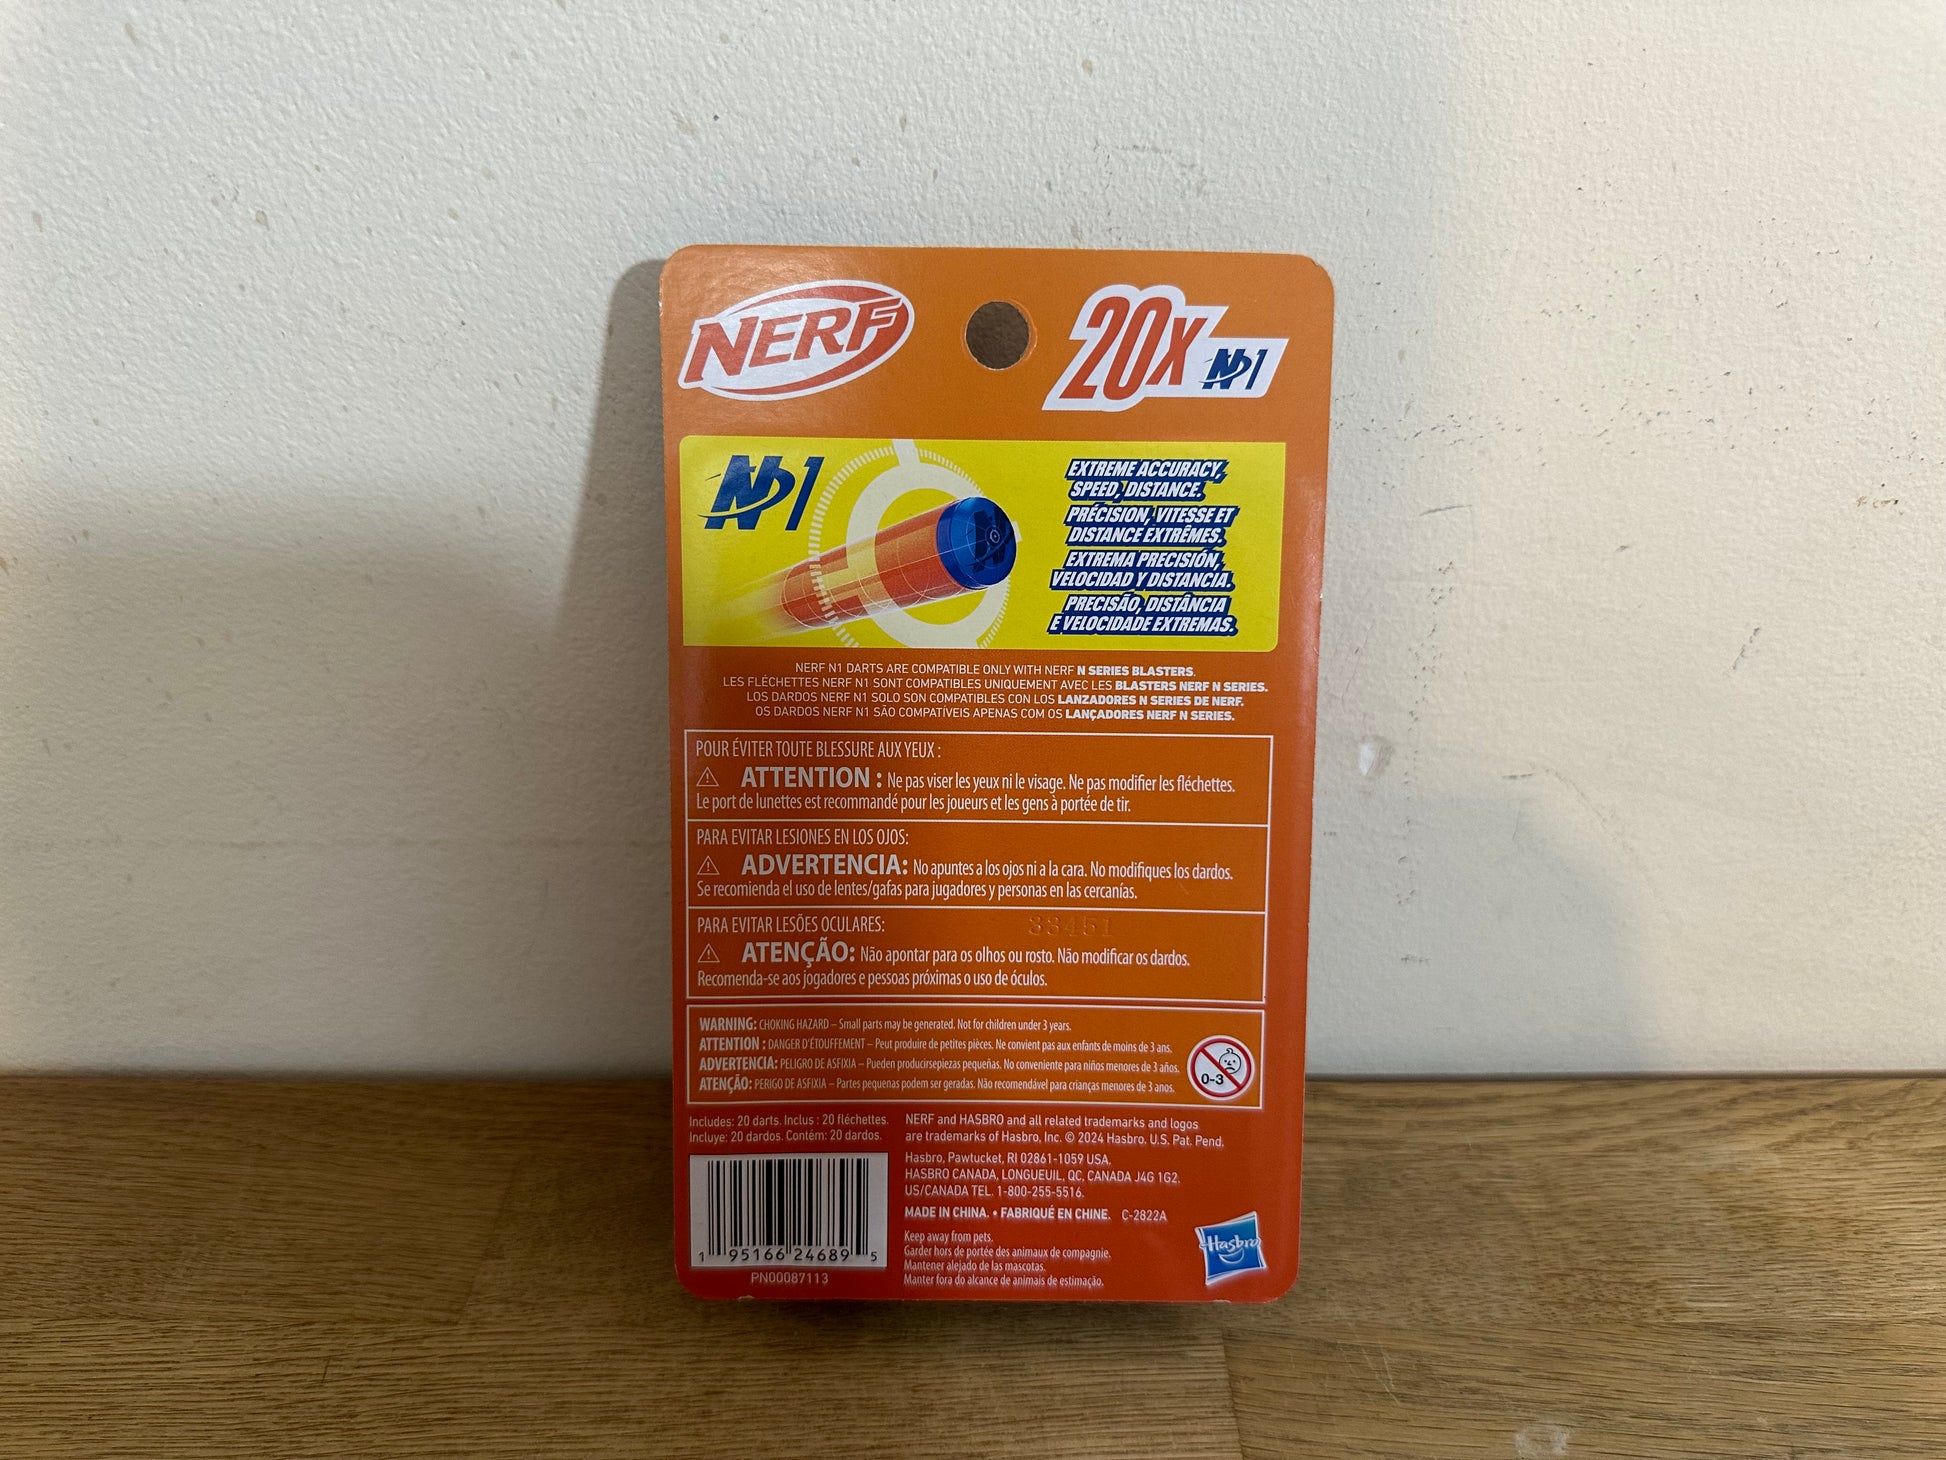 NERF
20X N1
N1
EXTREME ACCURACY,
SPEED, DISTANCE.
PRÉCISION, VITESSE ET
DISTANCE EXTRÊMES.
EXTREMA PRECISIÓN,
VELOCIDAD Y DISTANCIA.
PRECISÃO, DISTÂNCIA
E VELOCIDADE EXTREMAS.
NERF N1 DARTS ARE COMPATIBLE ONLY WITH NERF N SERIES BLASTERS.
LES FLÉCHETTES NERF N1 SONT COMPATIBLES UNIQUEMENT AVEC LES BLASTERS NERF N SERIES.
LOS DARDOS NERF N1 SOLO SON COMPATIBLES CON LOS LANZADORES N SERIES DE NERF.
OS DARDOS NERF N1 SÃO COMPATÍVEIS APENAS COM OS LANÇADORES NERF N SERIES.
POUR ÉVITER TOUTE BLESSURE AUX YEUX :
ATTENTION : Ne pas viser les yeux ni le visage. Ne pas modifier les fléchettes.
Le port de lunettes est recommandé pour les joueurs et les gens à portée de tir.
PARA EVITAR LESIONES EN LOS OJOS:
ADVERTENCIA: No apuntes a los ojos ni a la cara. No modifiques los dardos.
Se recomienda el uso de lentes/gafas para jugadores y personas en las cercanías.
PARA EVITAR LESÕES OCULARES:
33451
ATENÇÃO: Não apontar para os olhos ou rosto. Não modificar os dardos.
Recomenda-se aos jogadores e pessoas próximas o uso de óculos.
WARNING: CHOKING HAZARD – Small parts may be generated. Not for children under 3 years.
ATTENTION : DANGER D'ÉTOUFFEMENT – Peut produire de petites pièces. Ne convient pas aux enfants de moins de 3 ans.
ADVERTENCIA: PELIGRO DE ASFIXIA – Pueden producirsepiezas pequeñas. No conveniente para niños menores de 3 años.
ATENÇÃO: PERIGO DE ASFIXIA – Partes pequenas podem ser geradas. Não recomendável para crianças menores de 3 anos.
0-3
Includes: 20 darts. Inclus : 20 fléchettes.
Incluye: 20 dardos. Contém: 20 dardos.
1 95166 24689 5
PN00087113
NERF and HASBRO and all related trademarks and logos
are trademarks of Hasbro, Inc. © 2024 Hasbro. U.S. Pat. Pend.
Hasbro, Pawtucket, RI 02861-1059 USA.
HASBRO CANADA, LONGUEUIL, QC, CANADA J4G 1G2.
US/CANADA TEL. 1-800-255-5516.
MADE IN CHINA. • FABRIQUÉ EN CHINE. C-2822A
Keep away from pets.
Garder hors de portée des animaux de compagnie.
Mantener alejado de las mascotas.
Manter fora do alcance de animais de estimação.
Hasbro